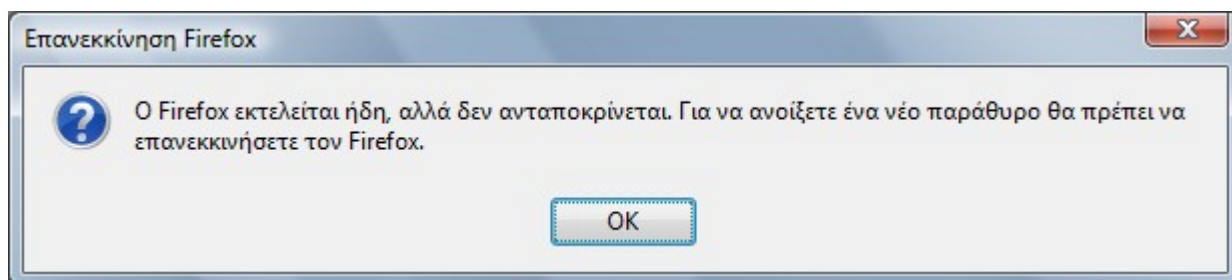 Επανεκκίνηση Firefox
Ο Firefox εκτελείται ήδη, αλλά δεν ανταποκρίνεται. Για να ανοίξετε ένα νέο παράθυρο θα πρέπει να
επανεκκινήσετε τον Firefox.
OK